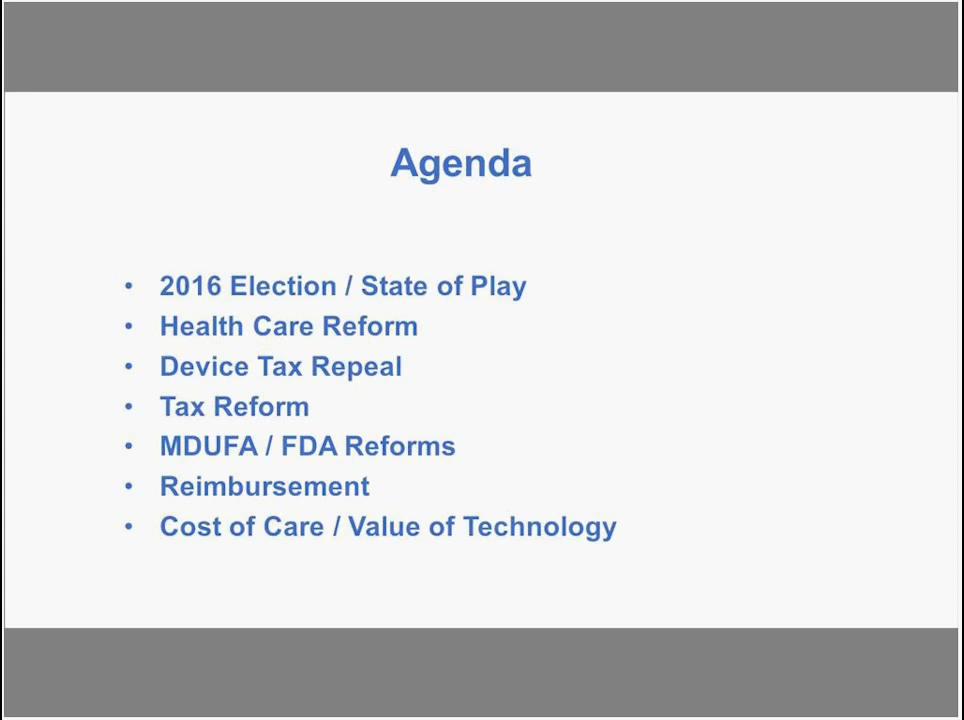 Agenda
• 2016 Election / State of Play
• Health Care Reform
• Device Tax Repeal
• Tax Reform
• MDUFA / FDA Reforms
• Reimbursement
• Cost of Care / Value of Technology